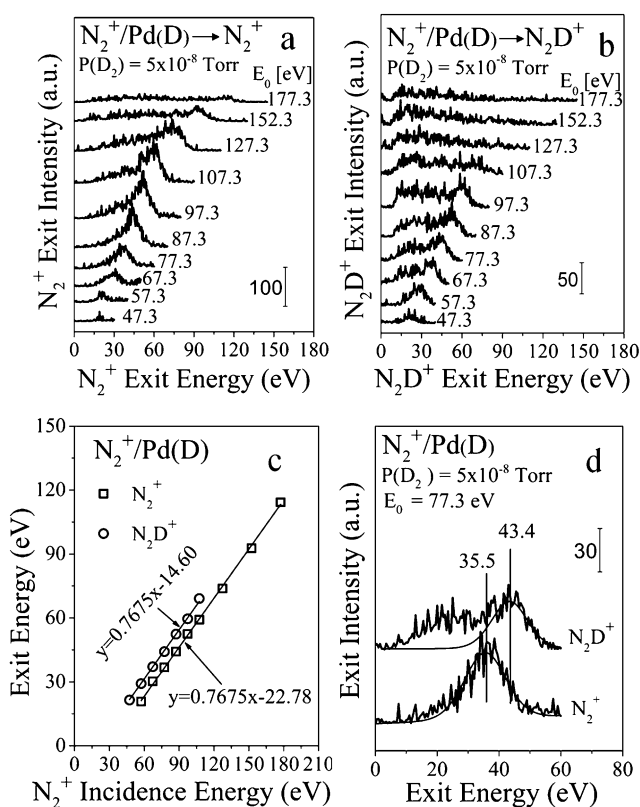 N₂⁺/Pd(D)→N₂⁺
a
P(D₂) = 5x10⁻⁸ Torr
E₀ [eV]
177.3
152.3
127.3
107.3
97.3
87.3
77.3
67.3
57.3
47.3
100
N₂⁺ Exit Intensity (a.u.)
0 30 60 90 120 150 180
N₂⁺ Exit Energy (eV)
N₂⁺/Pd(D)→N₂D⁺
b
P(D₂) = 5x10⁻⁸ Torr
E₀ [eV]
177.3
152.3
127.3
107.3
97.3
87.3
77.3
67.3
57.3
47.3
50
N₂D⁺ Exit Intensity (a.u.)
0 30 60 90 120 150 180
N₂D⁺ Exit Energy (eV)
N₂⁺/Pd(D)
c
N₂⁺
N₂D⁺
y=0.7675x-14.60
y=0.7675x-22.78
Exit Energy (eV)
150
120
90
60
30
0
0 30 60 90 120 150 180 210
N₂⁺ Incidence Energy (eV)
N₂⁺/Pd(D)
d
P(D₂) = 5x10⁻⁸ Torr
E₀ = 77.3 eV
43.4
35.5
30
N₂D⁺
N₂⁺
Exit Intensity (a.u.)
0 20 40 60
Exit Energy (eV)